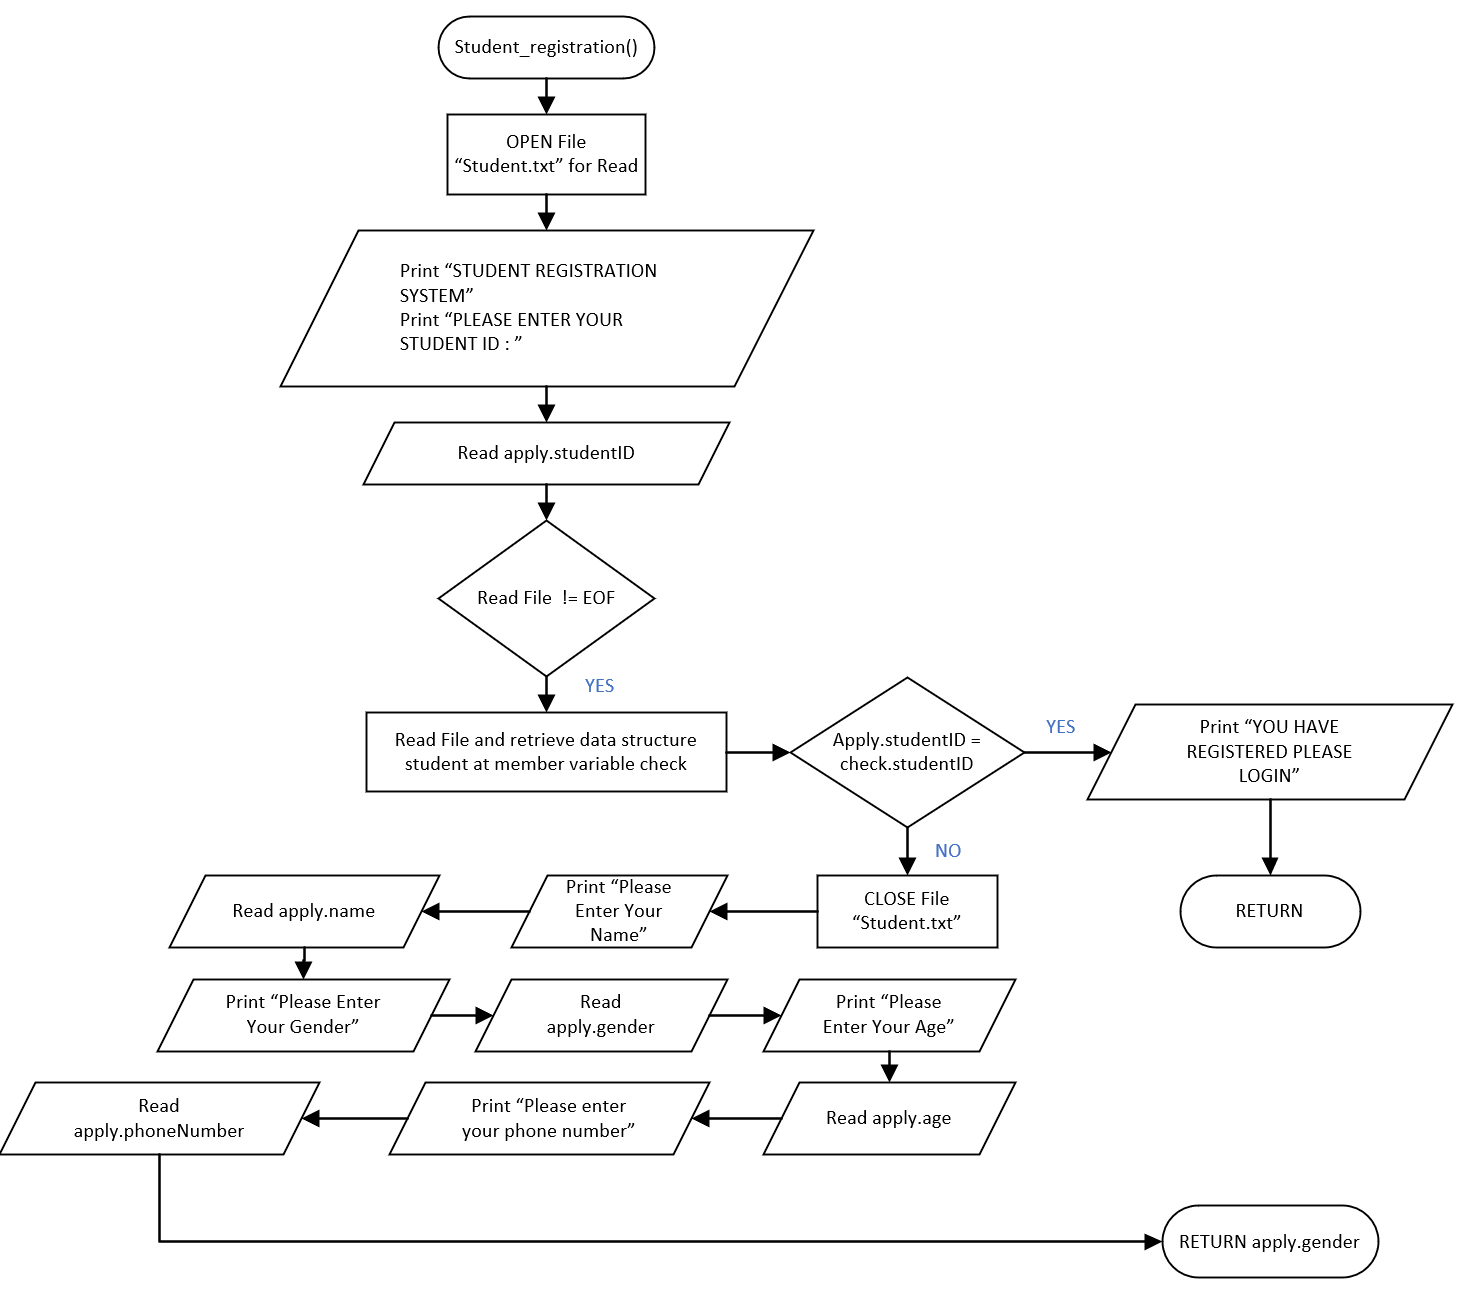 Student_registration()
OPEN File
“Student.txt” for Read
Print “STUDENT REGISTRATION
SYSTEM”
Print “PLEASE ENTER YOUR
STUDENT ID : ”
Read apply.studentID
Read File  != EOF
YES
Read File and retrieve data structure
student at member variable check
Apply.studentID =
check.studentID
YES
Print “YOU HAVE
REGISTERED PLEASE
LOGIN”
RETURN
NO
CLOSE File
“Student.txt”
Print “Please
Enter Your
Name”
Read apply.name
Print “Please Enter
Your Gender”
Read
apply.gender
Print “Please
Enter Your Age”
Read apply.age
Print “Please enter
your phone number”
Read
apply.phoneNumber
RETURN apply.gender